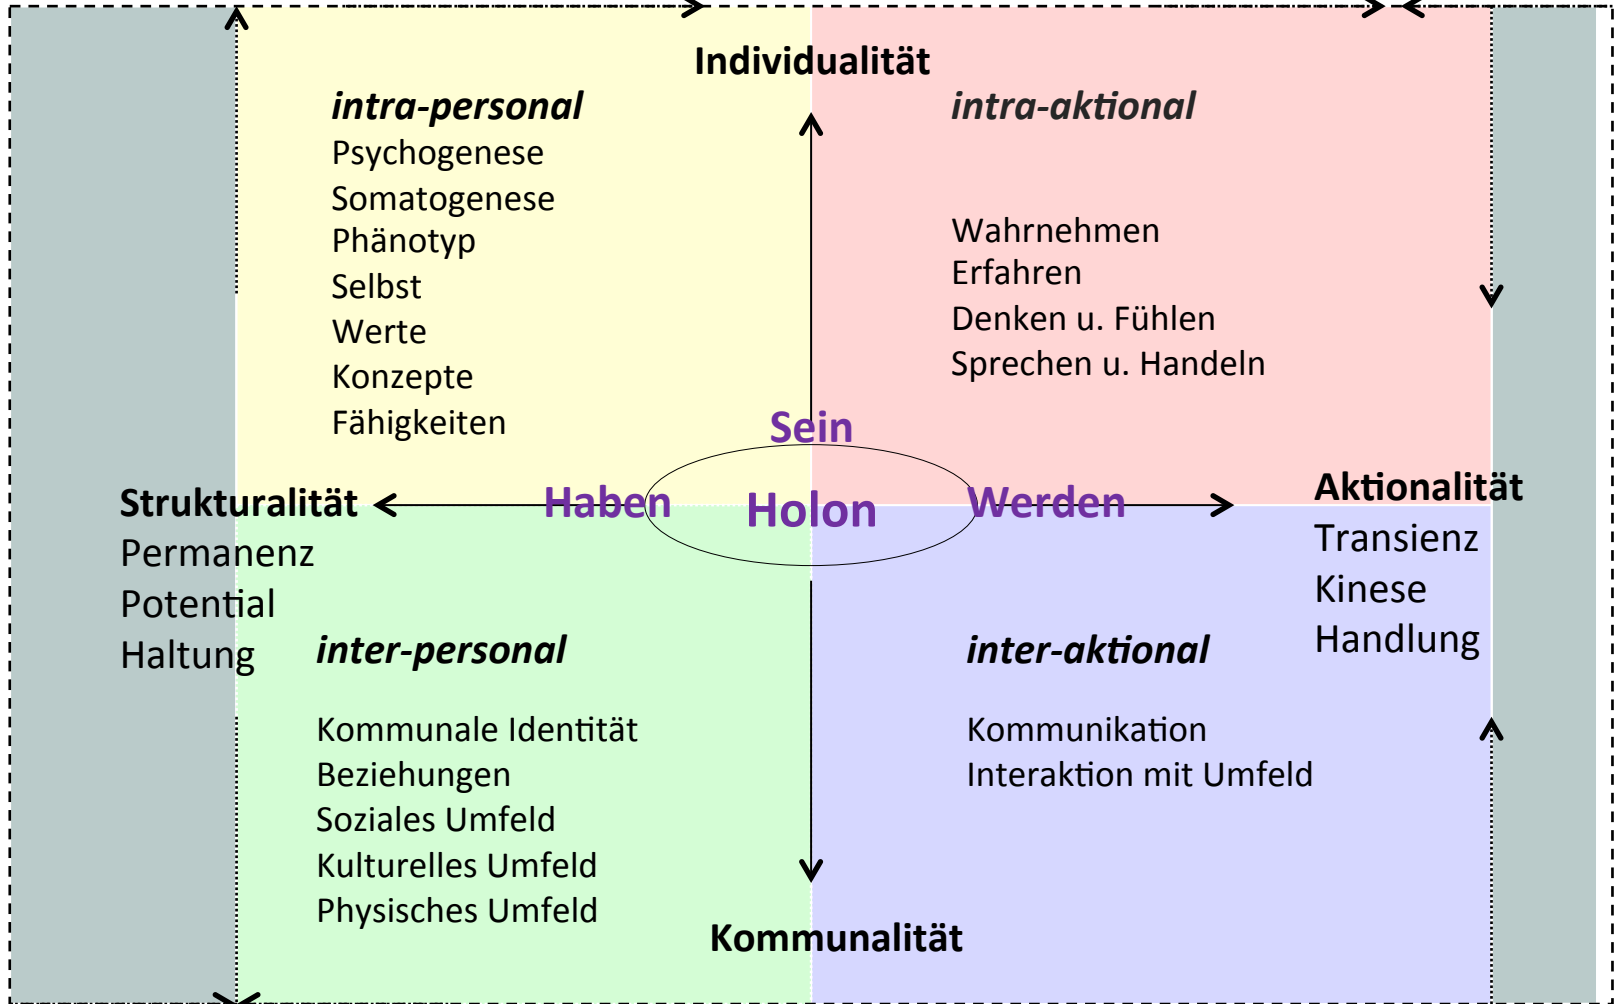 Individualität
intra-personal
Psychogenese
Somatogenese
Phänotyp
Selbst
Werte
Konzepte
Fähigkeiten
intra-aktional
Wahrnehmen
Erfahren
Denken u. Fühlen
Sprechen u. Handeln
Sein
Haben
Holon
Werden
Strukturalität
Permanenz
Potential
Haltung
Aktionalität
Transienz
Kinese
Handlung
inter-personal
Kommunale Identität
Beziehungen
Soziales Umfeld
Kulturelles Umfeld
Physisches Umfeld
inter-aktional
Kommunikation
Interaktion mit Umfeld
Kommunalität